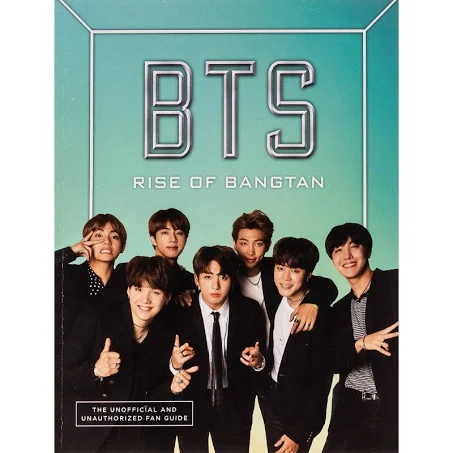 BTS
RISE OF BANGTAN
THE UNOFFICIAL AND
UNAUTHORIZED FAN GUIDE